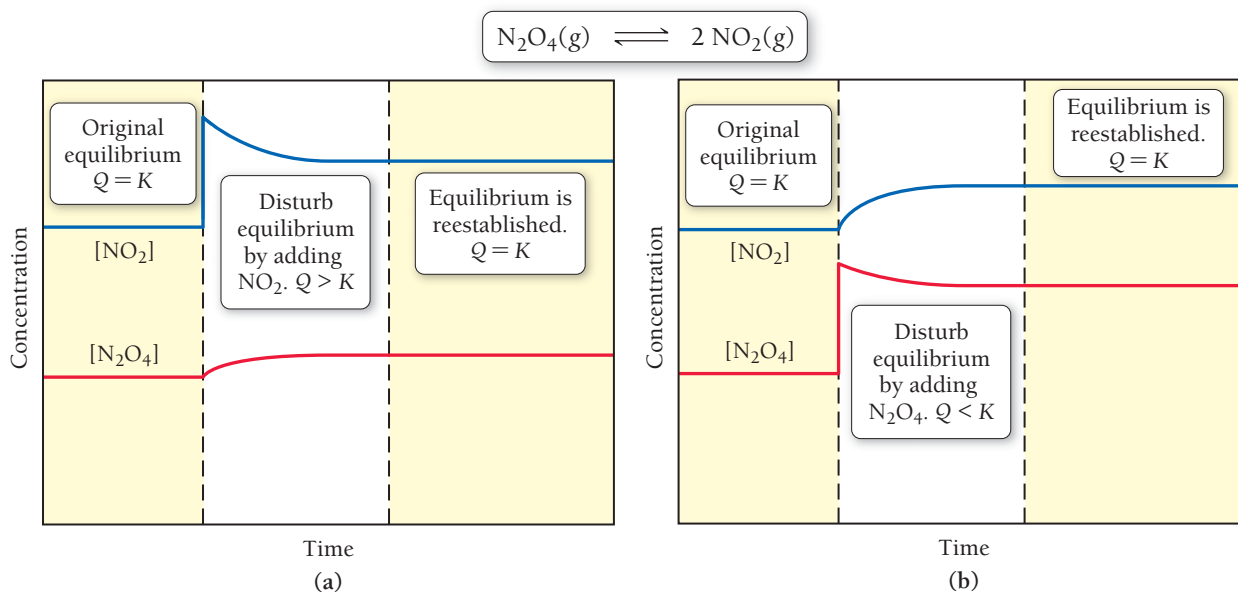 N₂O₄(g) ⇌ 2 NO₂(g)
Concentration
Original
equilibrium
Q = K
[NO₂]
[N₂O₄]
Disturb
equilibrium
by adding
NO₂. Q > K
Equilibrium is
reestablished.
Q = K
Time
(a)
Concentration
Original
equilibrium
Q = K
[NO₂]
[N₂O₄]
Disturb
equilibrium
by adding
N₂O₄. Q < K
Equilibrium is
reestablished.
Q = K
Time
(b)